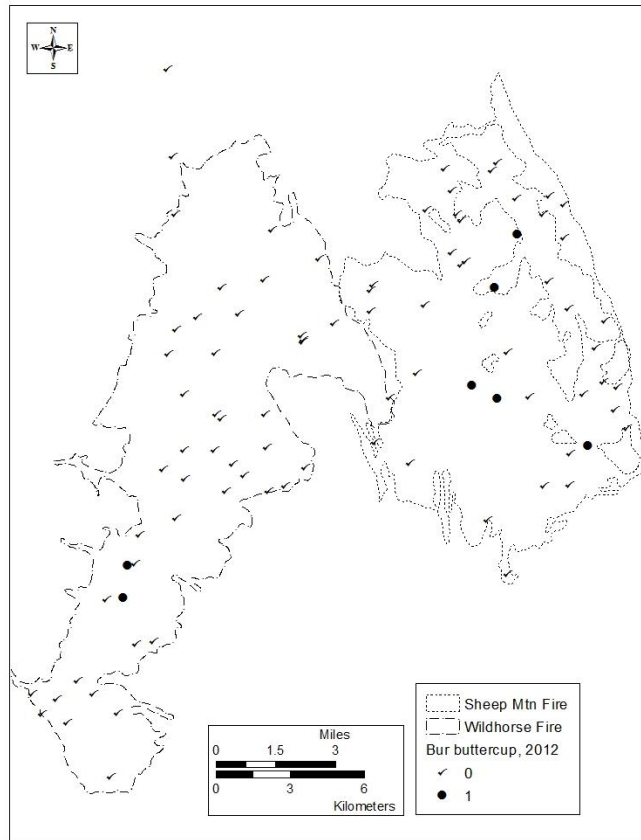 N
W E
S
Miles
0 1.5 3
0 3 6
Kilometers
Sheep Mtn Fire
Wildhorse Fire
Bur buttercup, 2012
0
1